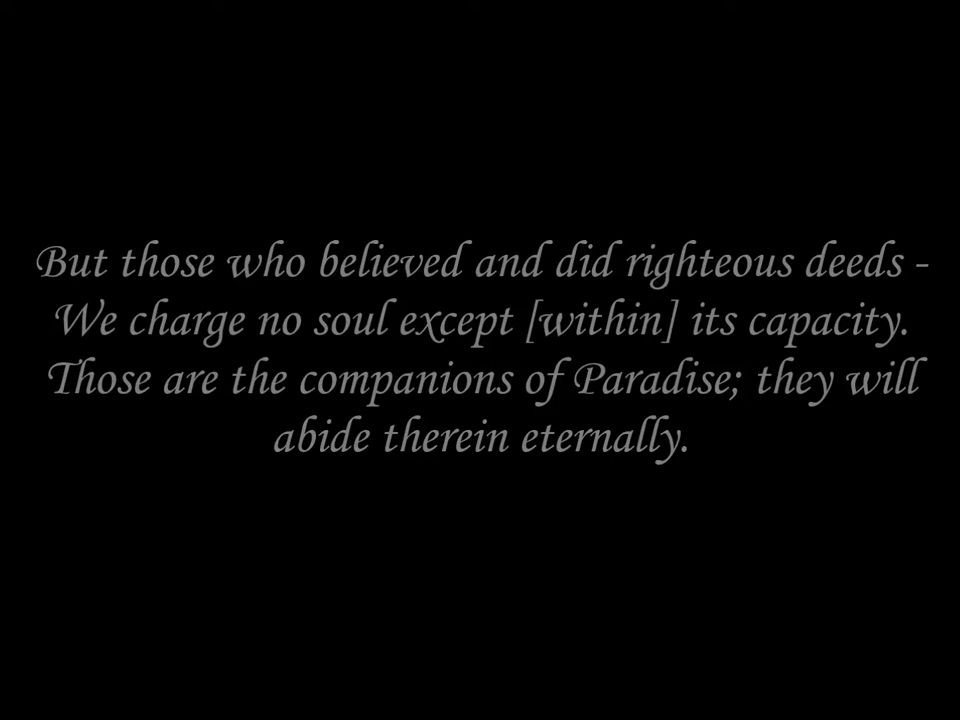 But those who believed and did righteous deeds -
We charge no soul except [within] its capacity.
Those are the companions of Paradise; they will
abide therein eternally.